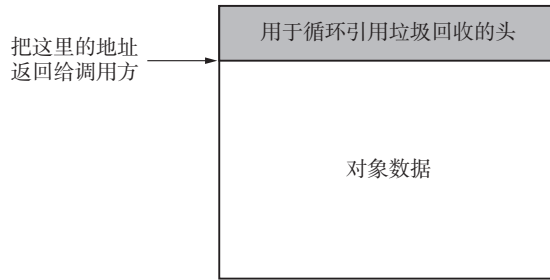 用于循环引用垃圾回收的头
把这里的地址
返回给调用方
对象数据